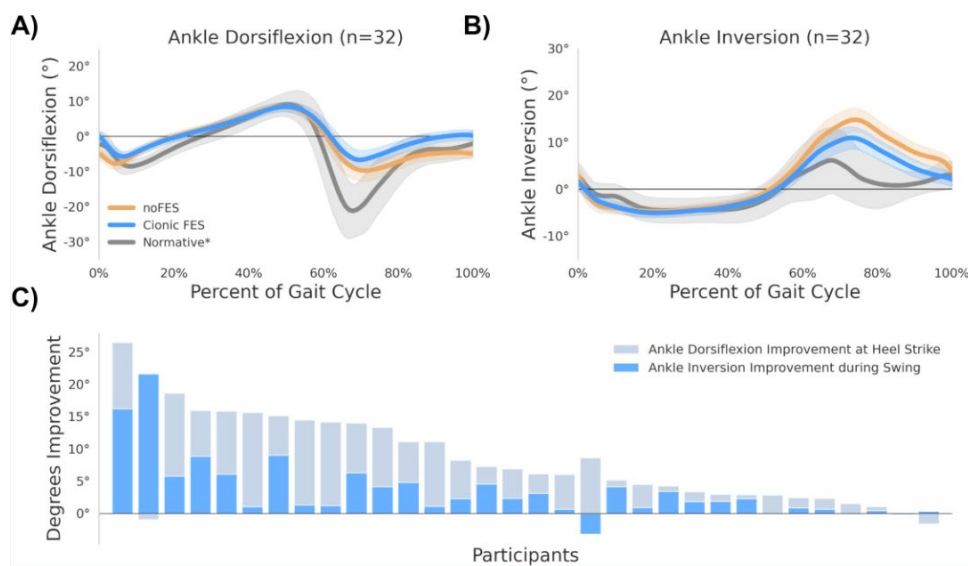 A)
Ankle Dorsiflexion (n=32)
Ankle Dorsiflexion (°)
20°
10°
0°
-10°
-20°
-30°
noFES
Cionic FES
Normative*
0% 20% 40% 60% 80% 100%
Percent of Gait Cycle
B)
Ankle Inversion (n=32)
Ankle Inversion (°)
30°
20°
10°
0°
-10°
0% 20% 40% 60% 80% 100%
Percent of Gait Cycle
C)
Degrees Improvement
25°
20°
15°
10°
5°
0°
Ankle Dorsiflexion Improvement at Heel Strike
Ankle Inversion Improvement during Swing
Participants